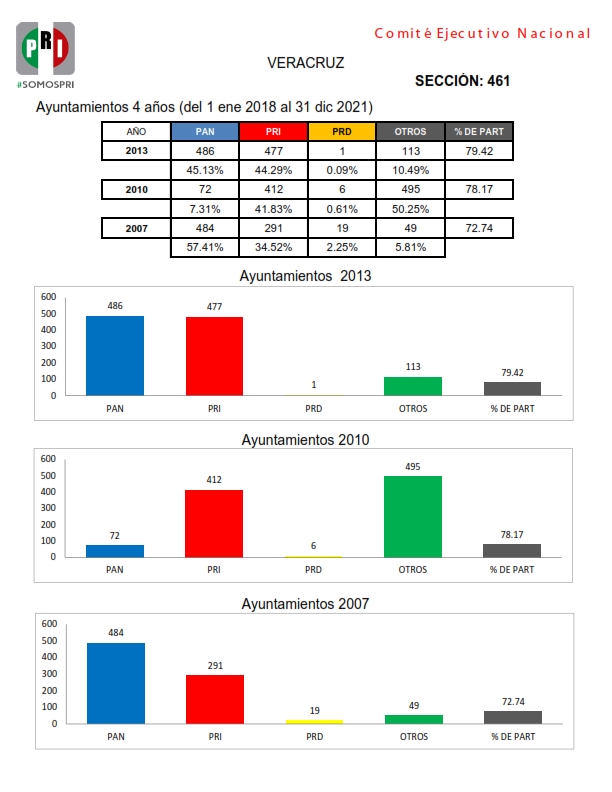 PRI
#SOMOSPRI
Comité Ejecutivo Nacional
VERACRUZ
SECCIÓN: 461
Ayuntamientos 4 años (del 1 ene 2018 al 31 dic 2021)
AÑO PAN PRI PRD OTROS % DE PART
2013 486 477 1 113 79.42
45.13% 44.29% 0.09% 10.49%
2010 72 412 6 495 78.17
7.31% 41.83% 0.61% 50.25%
2007 484 291 19 49 72.74
57.41% 34.52% 2.25% 5.81%
Ayuntamientos 2013
600
500
400
300
200
100
0
486 477 1 113 79.42
PAN PRI PRD OTROS % DE PART
Ayuntamientos 2010
600
500
400
300
200
100
0
72 412 6 495 78.17
PAN PRI PRD OTROS % DE PART
Ayuntamientos 2007
600
500
400
300
200
100
0
484 291 19 49 72.74
PAN PRI PRD OTROS % DE PART